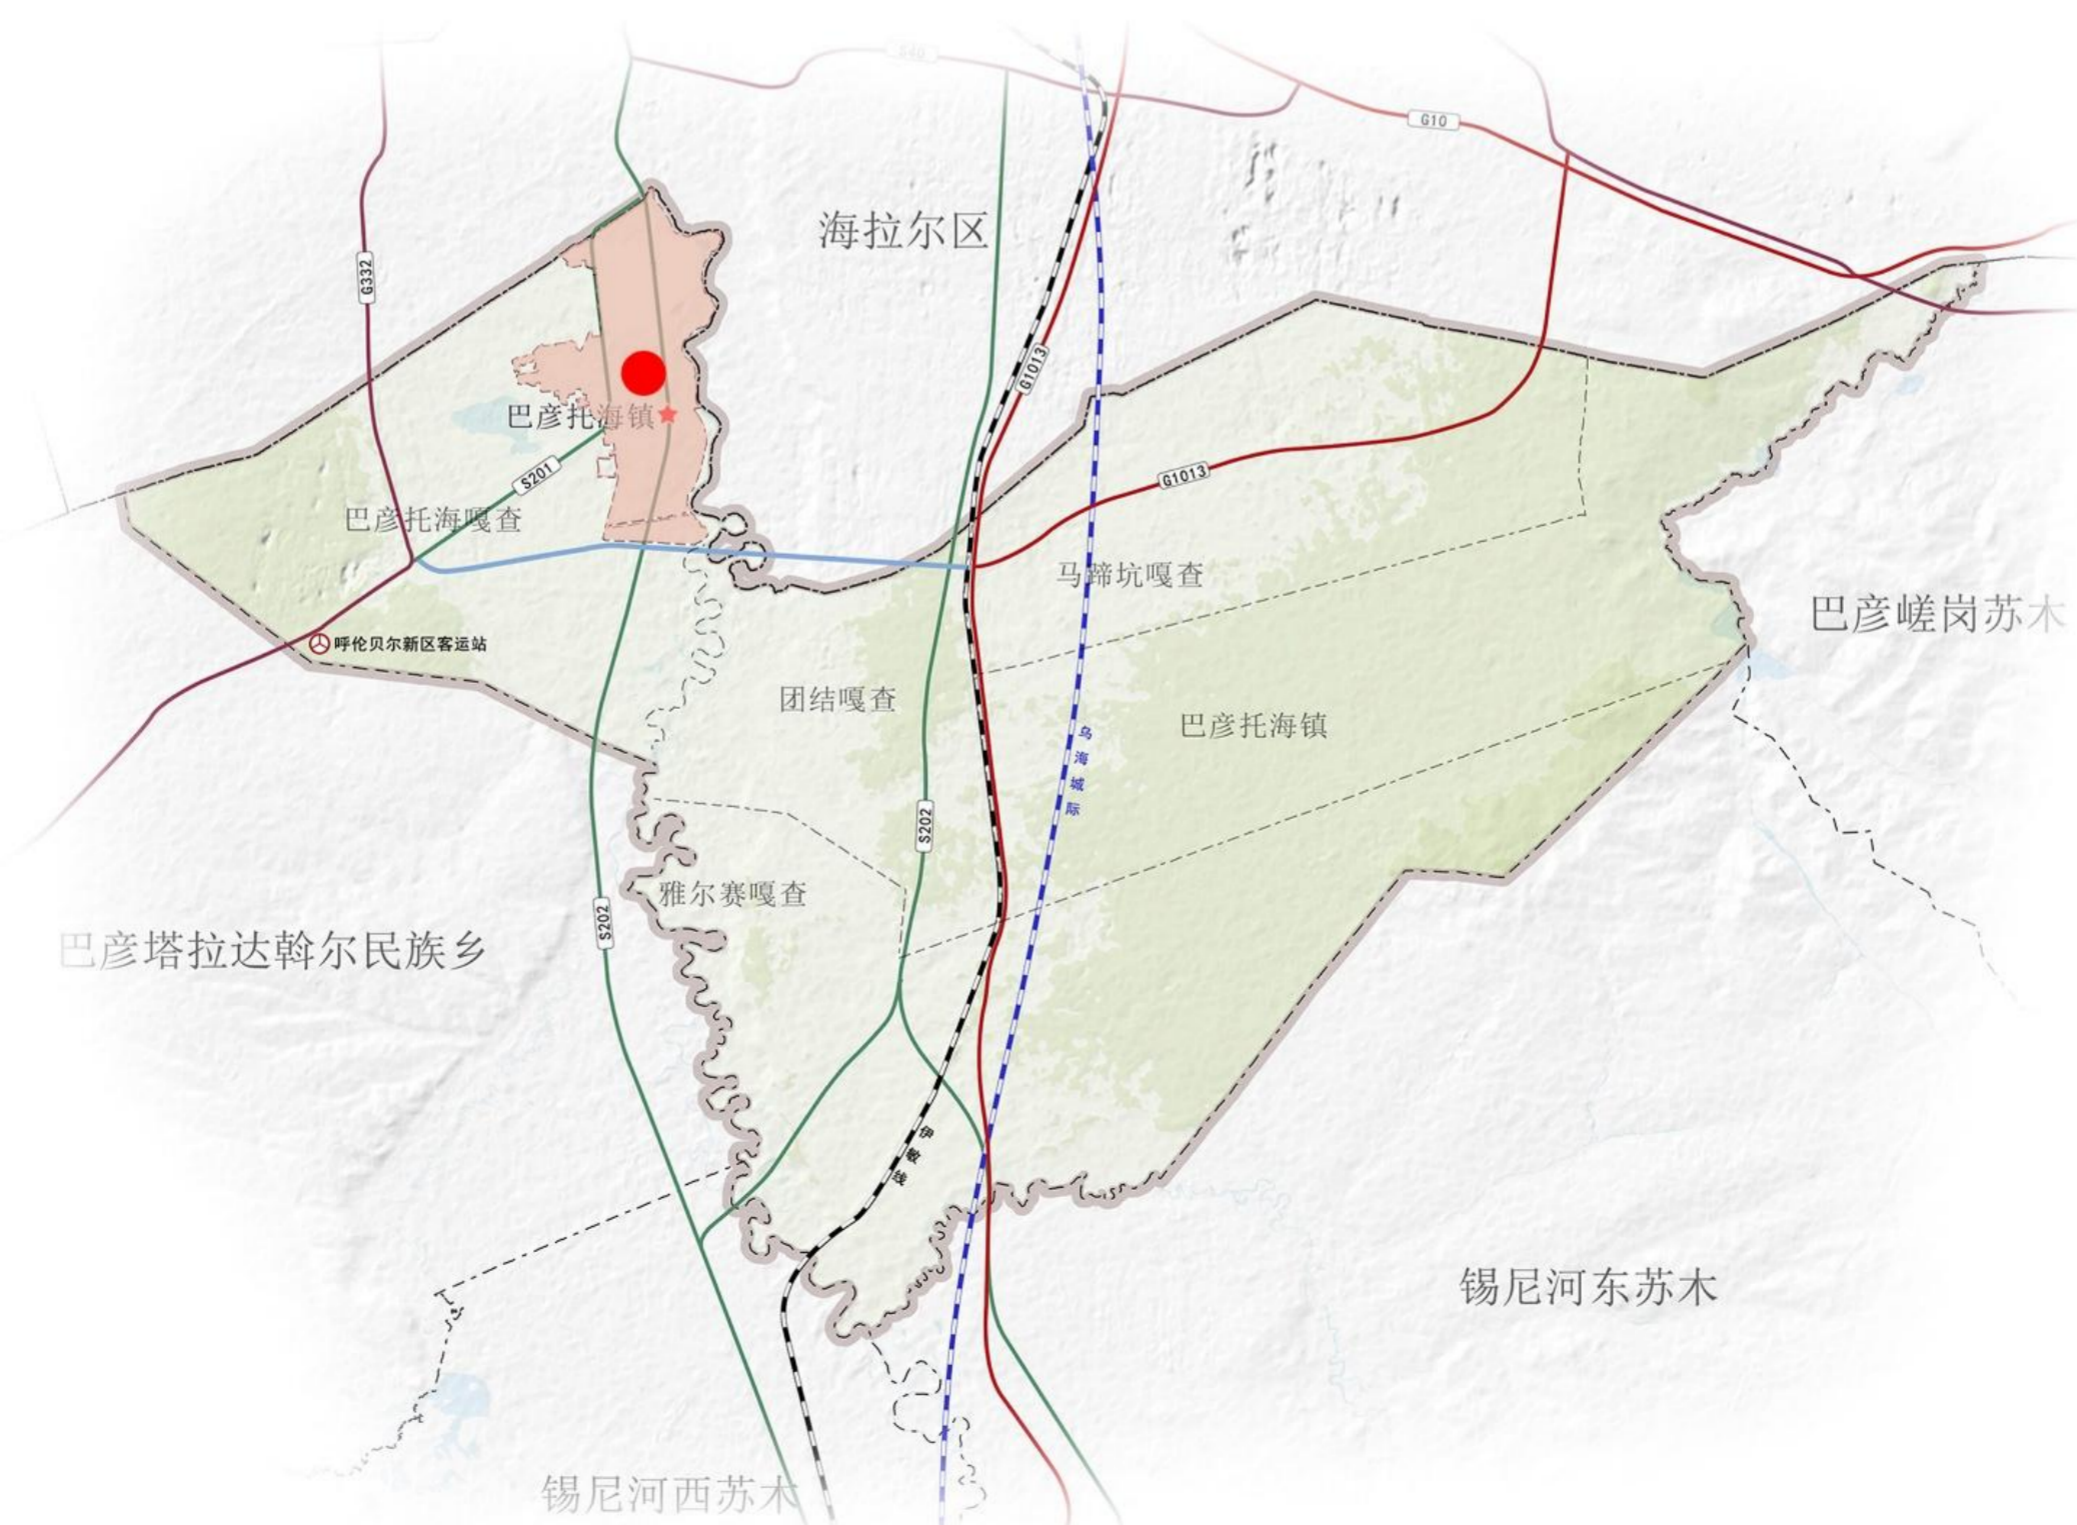 S40
G10
海拉尔区
G332
G1013
巴彦托海镇
S201
G1013
巴彦托海嘎查
马蹄坑嘎查
巴彦嵯岗苏木
呼伦贝尔新区客运站
团结嘎查
巴彦托海镇
乌海城际
S202
雅尔赛嘎查
S202
巴彦塔拉达斡尔民族乡
伊敏线
锡尼河东苏木
锡尼河西苏木